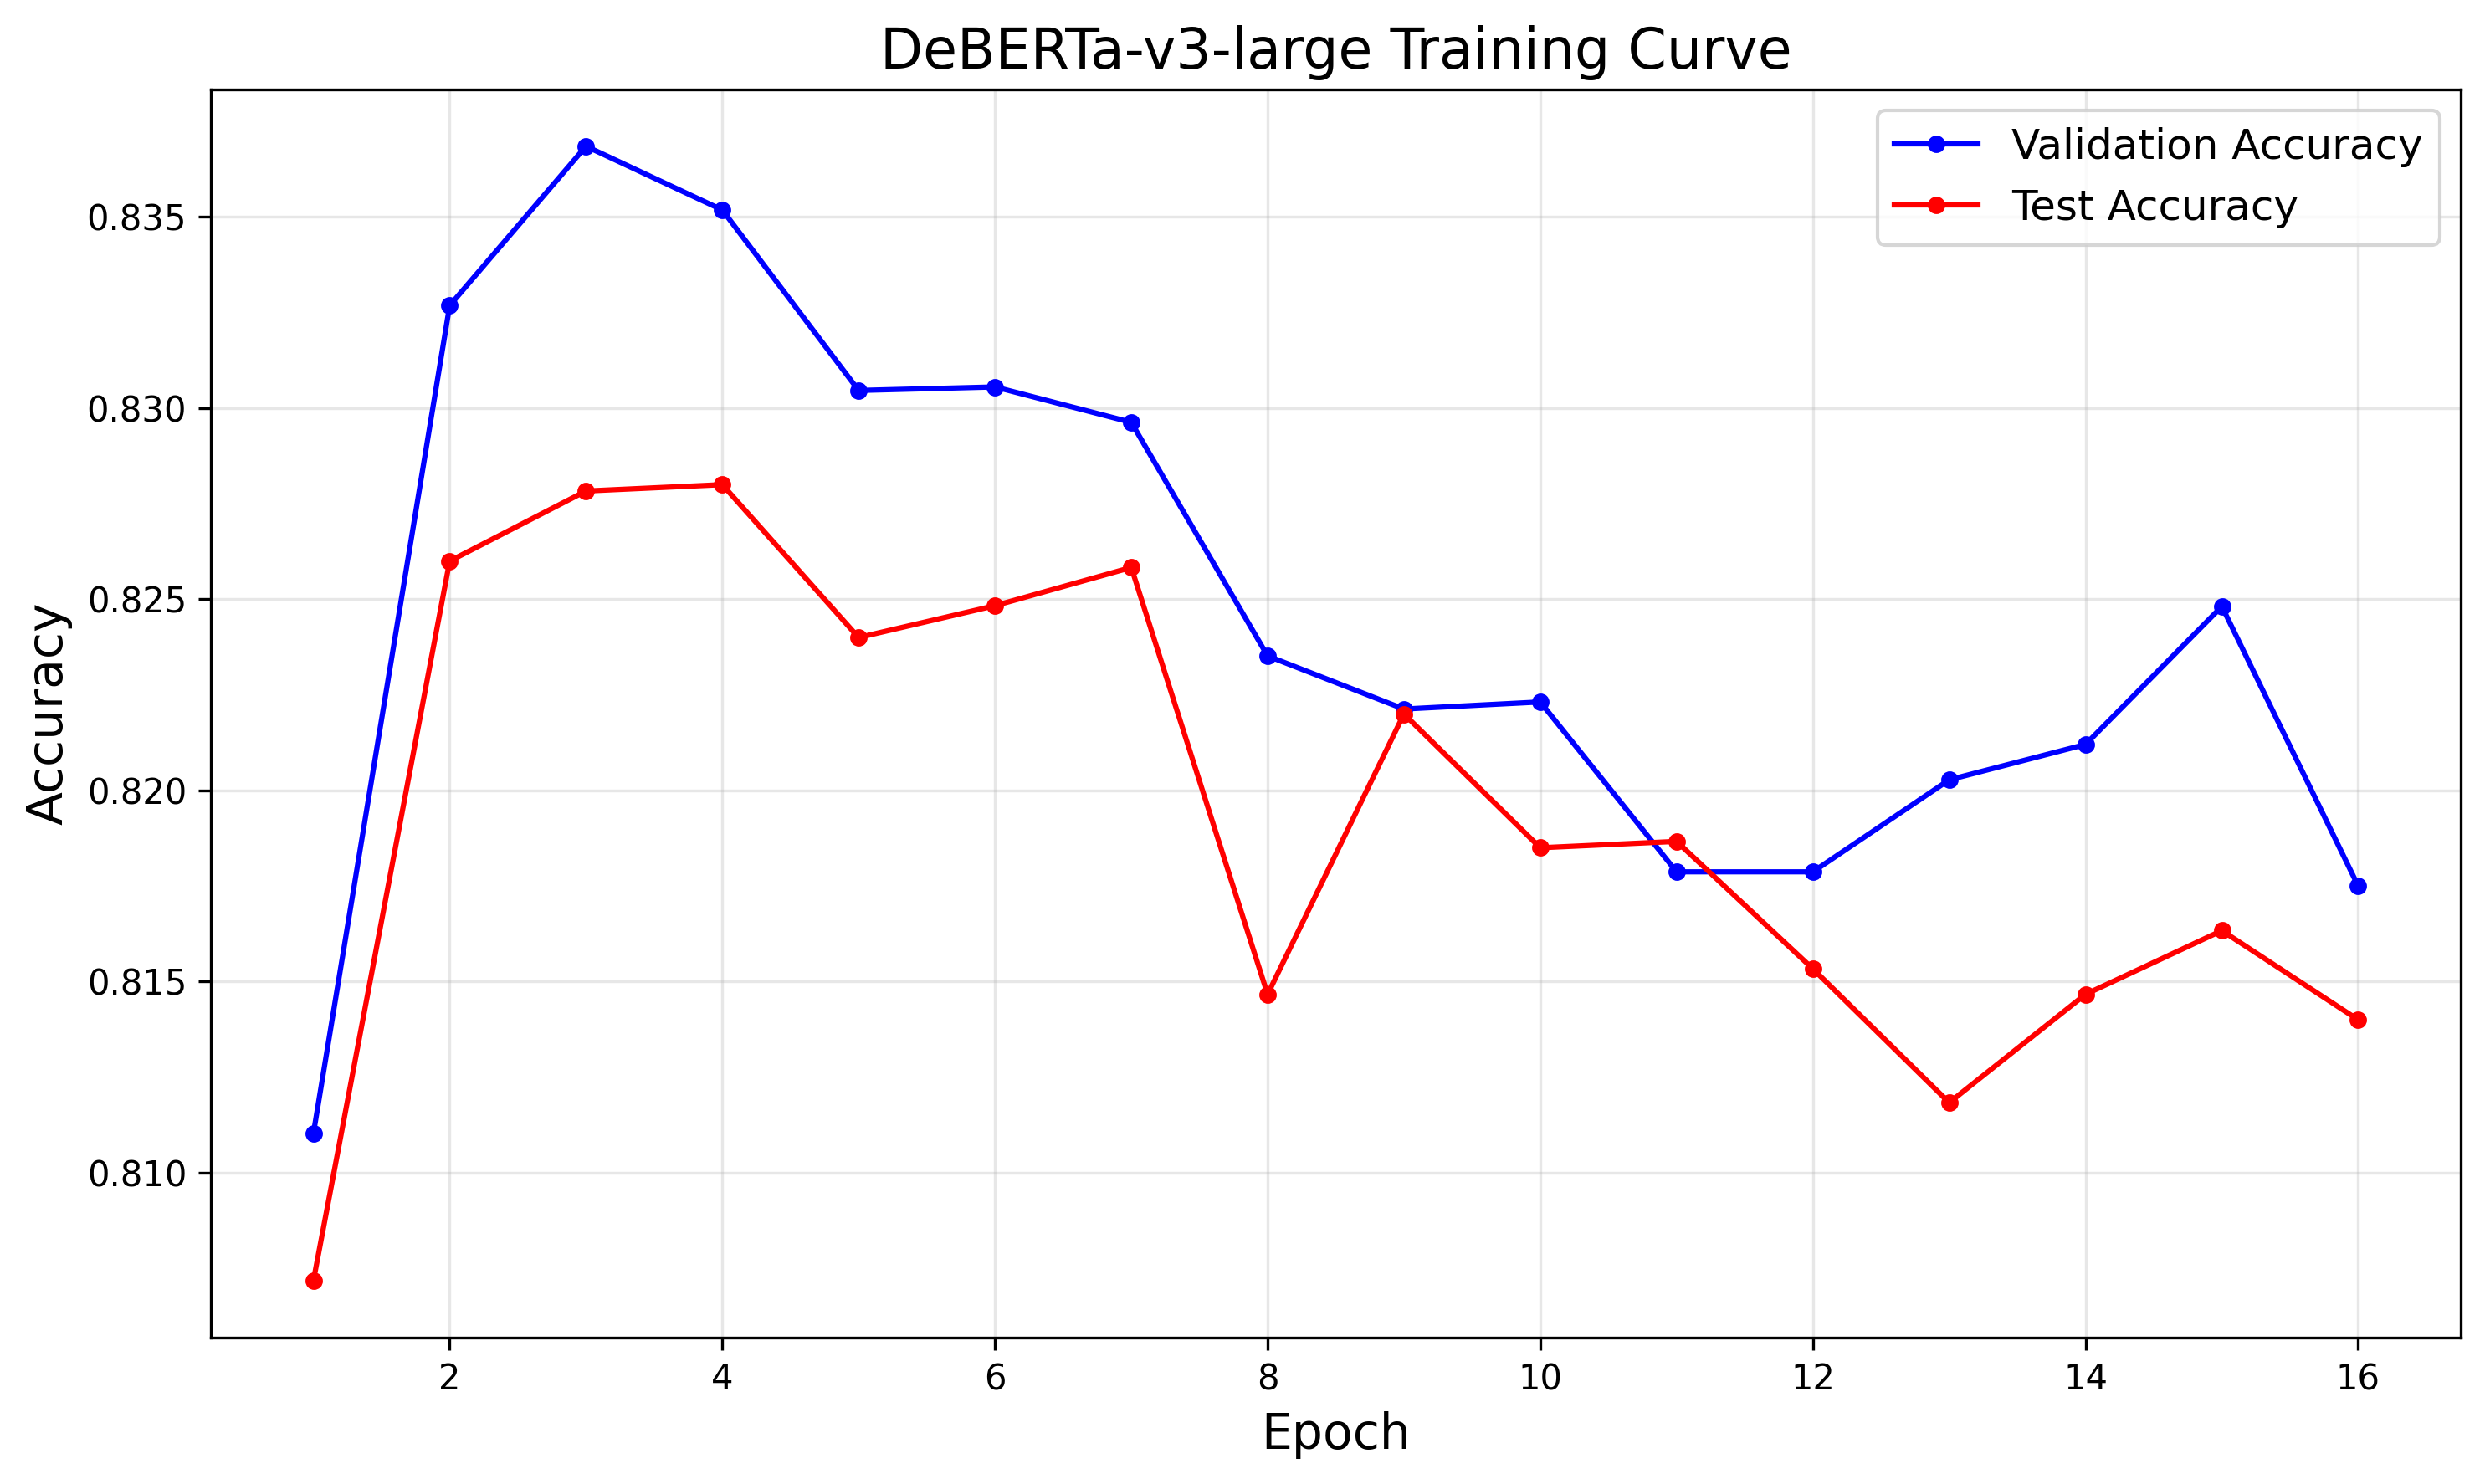 DeBERTa-v3-large Training Curve
Validation Accuracy
Test Accuracy
0.835
0.830
0.825
0.820
0.815
0.810
Accuracy
2 4 6 8 10 12 14 16
Epoch